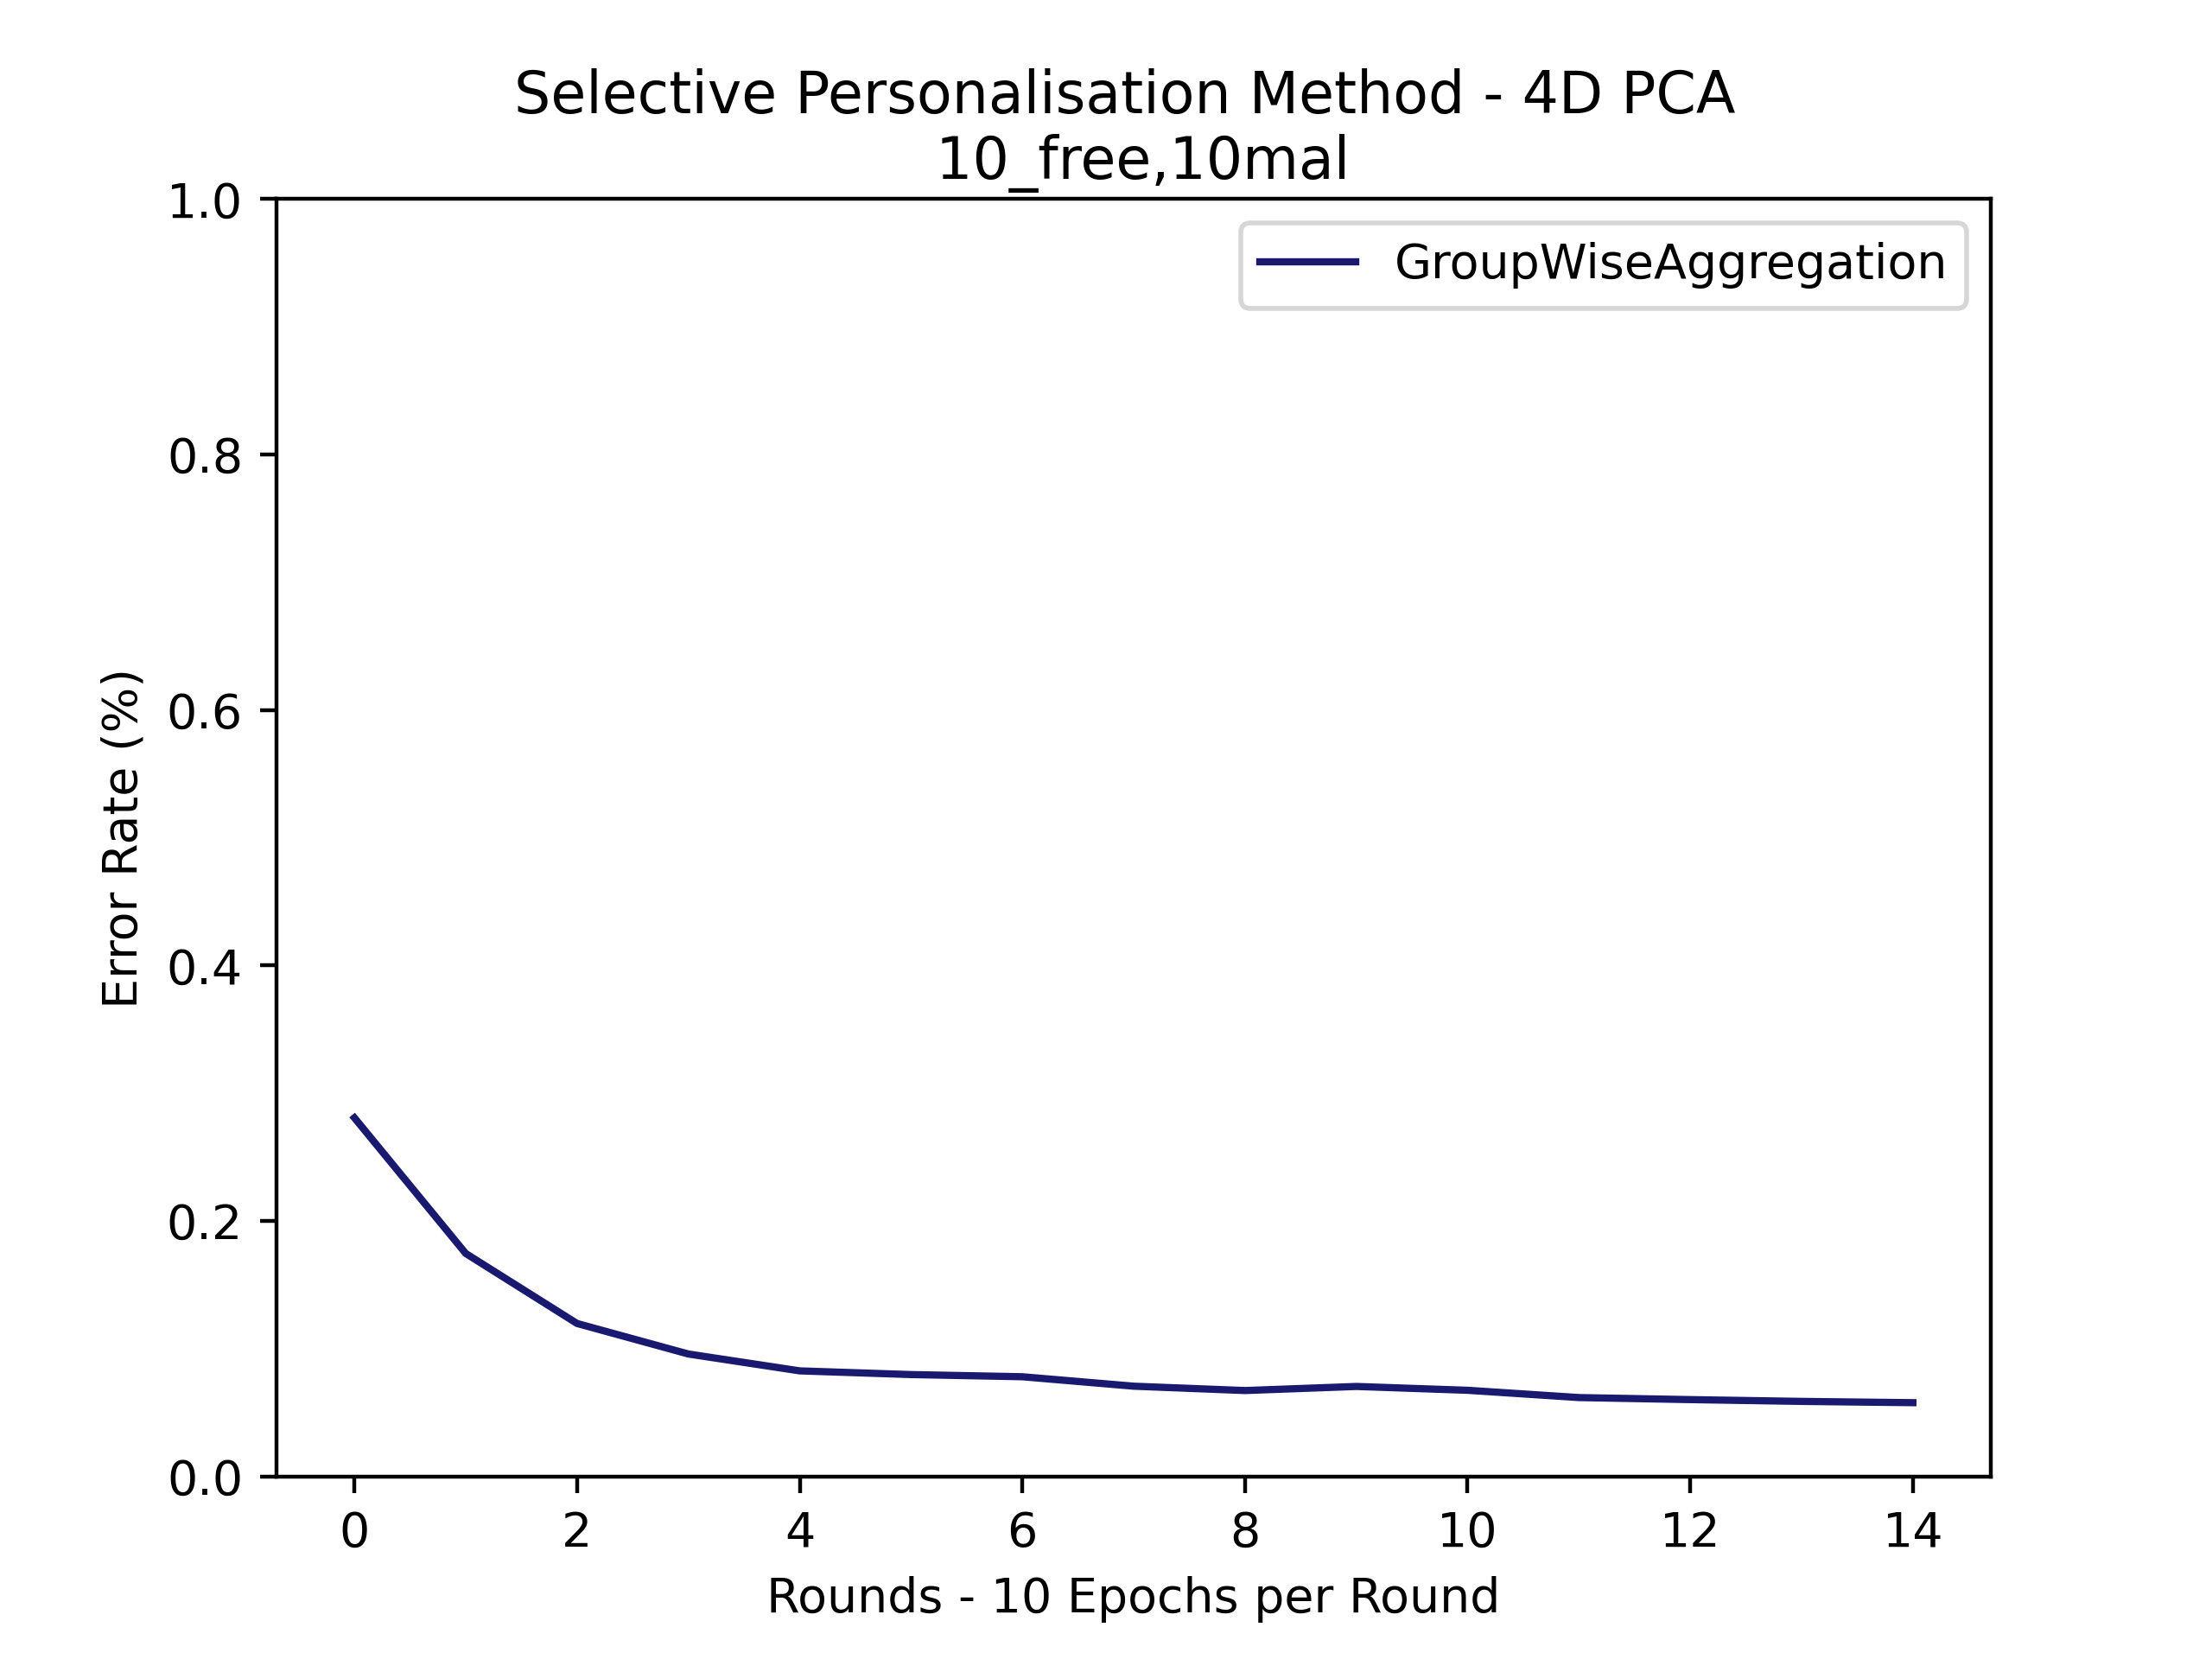 Selective Personalisation Method - 4D PCA
10_free,10mal
GroupWiseAggregation
Error Rate (%)
1.0
0.8
0.6
0.4
0.2
0.0
0 2 4 6 8 10 12 14
Rounds - 10 Epochs per Round